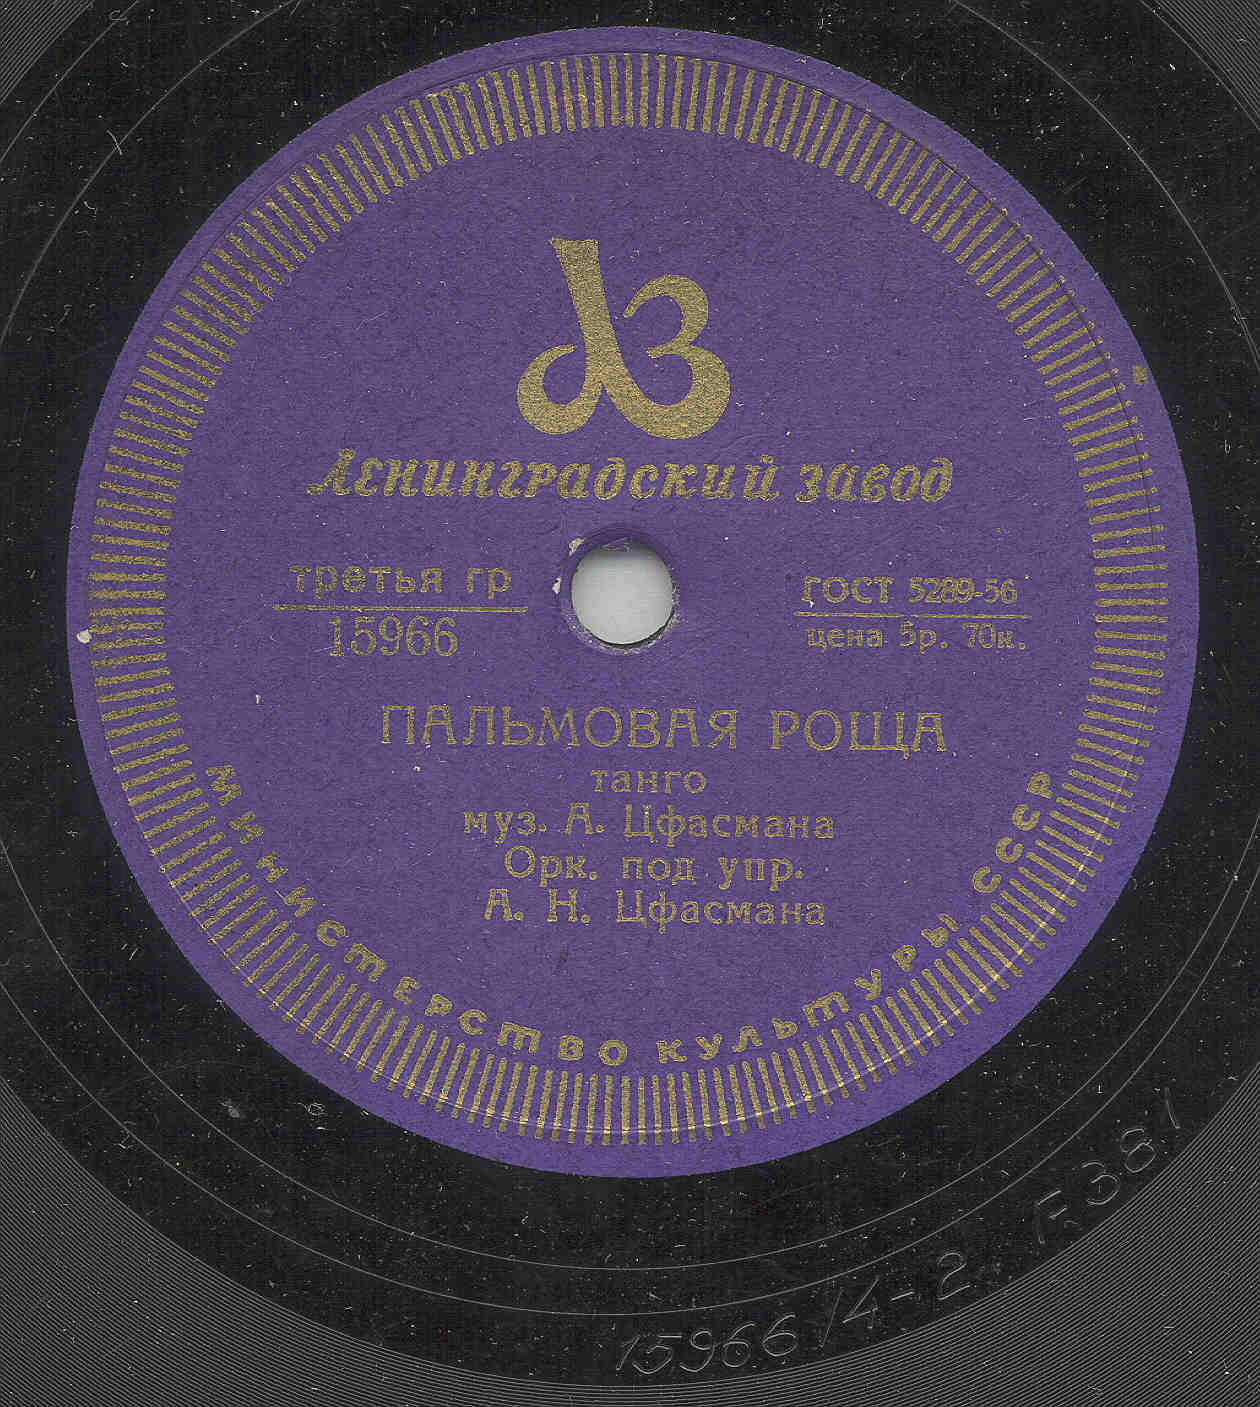 ЛЗ
Ленинградский завод
третья гр
15966
ГОСТ 5289-56
цена 5р. 70к.
ПАЛЬМОВАЯ РОЩА
танго
муз. А. Цфасмана
Орк. под упр.
А. Н. Цфасмана
МИНИСТЕРСТВО КУЛЬТУРЫ СССР
15966/4-2